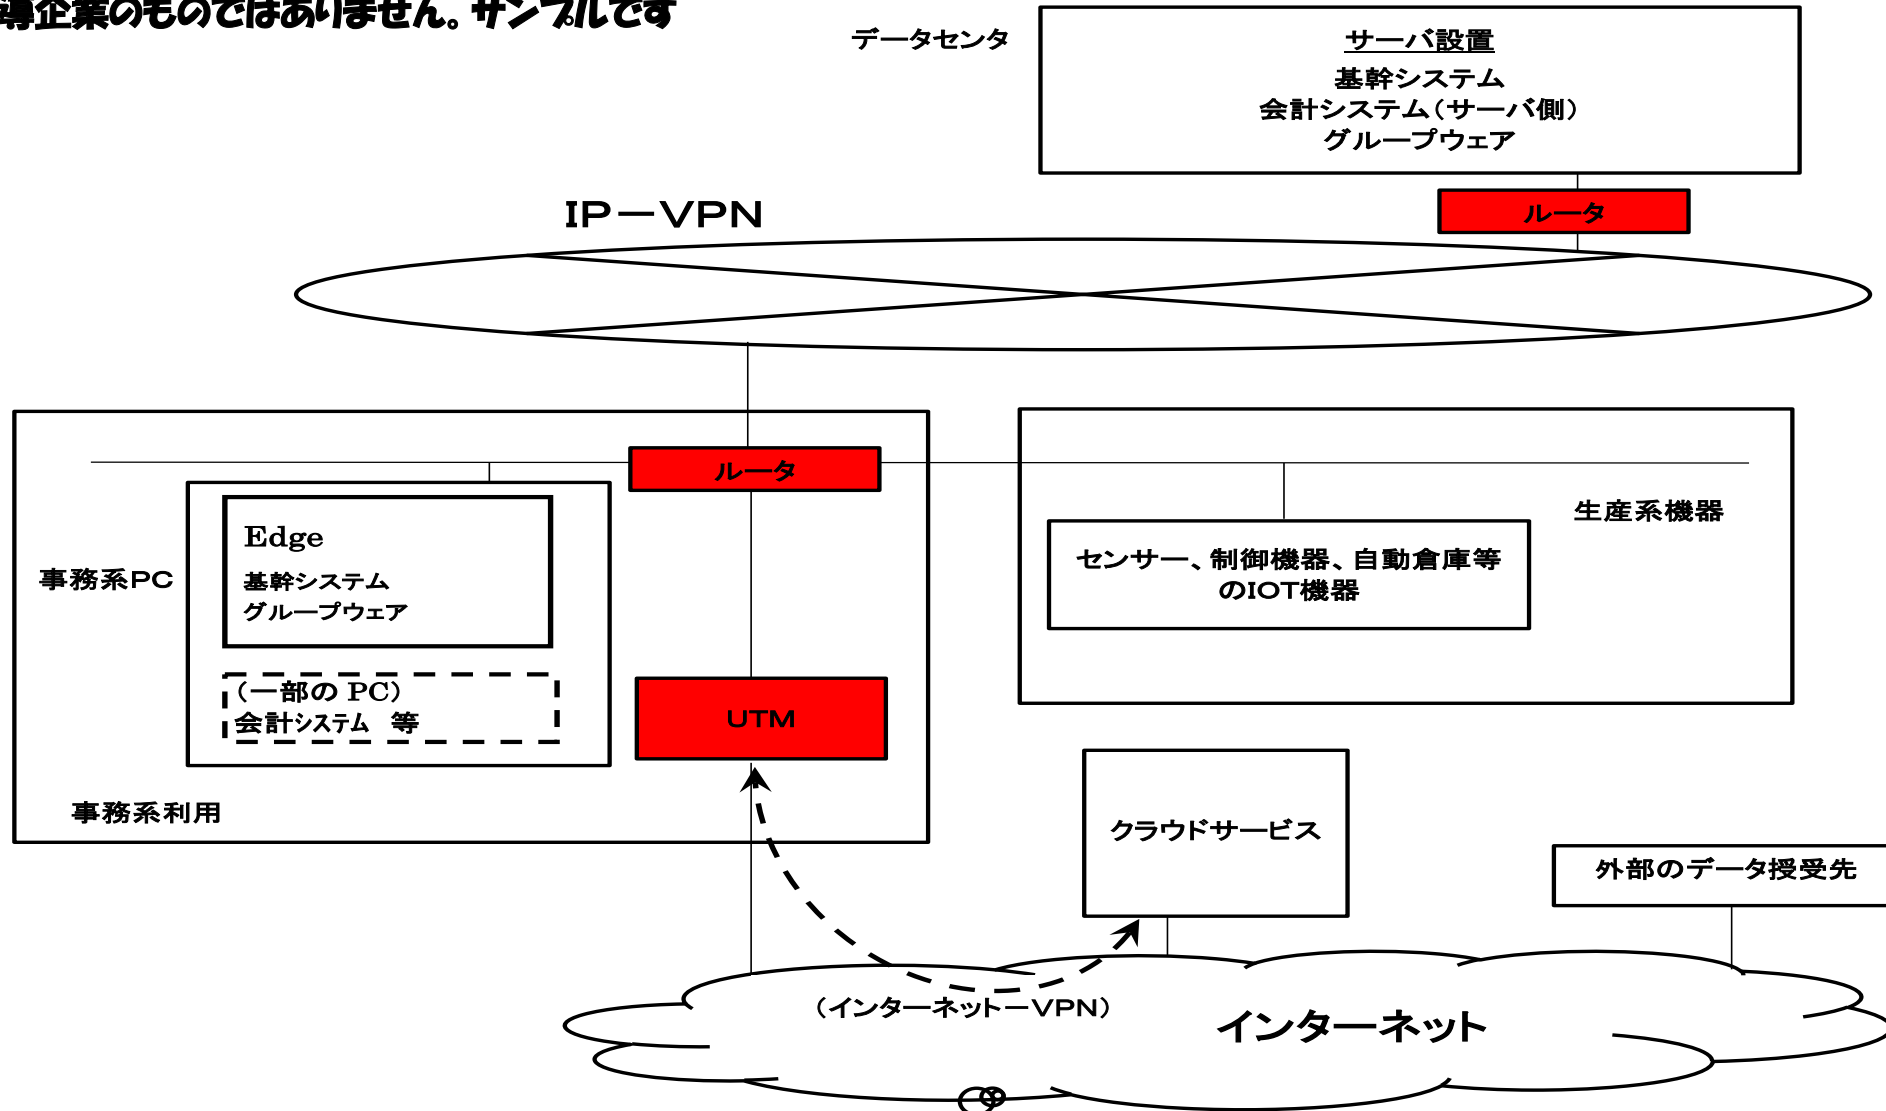 導企業のものではありません。サンプルです
データセンタ
サーバ設置
基幹システム
会計システム（サーバ側）
グループウェア
ルータ
IP－VPN
ルータ
生産系機器
Edge
基幹システム
グループウェア
事務系PC
センサー、制御機器、自動倉庫等
のIOT機器
（一部の PC）
会計システム　等
UTM
事務系利用
クラウドサービス
外部のデータ授受先
（インターネットーVPN）
インターネット